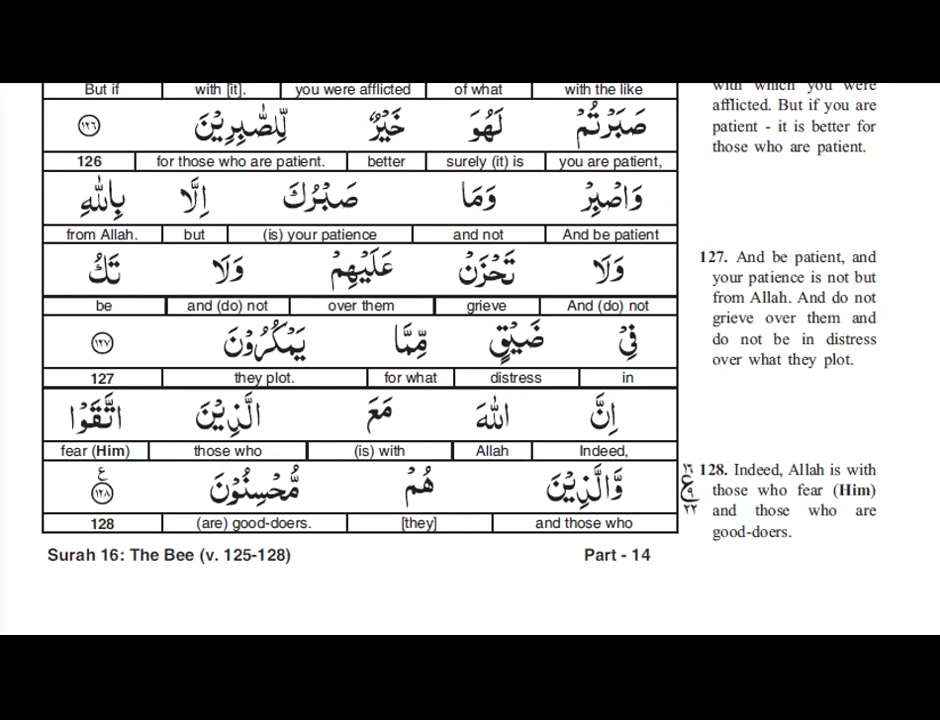 with the like of what you were afflicted with [it]. But if
صَبَرْتُمْ لَهُوَ خَيْرٌ لِّلصّٰبِرِيْنَ ١٢٦
you are patient, surely (it) is better for those who are patient. 126
وَاصْبِرْ وَمَا صَبْرُكَ اِلَّا بِاللّٰهِ
And be patient and not (is) your patience but from Allah.
وَلَا تَحْزَنْ عَلَيْهِمْ وَلَا تَكُ
And (do) not grieve over them and (do) not be
فِيْ ضَيْقٍ مِّمَّا يَمْكُرُوْنَ ١٢٧
in distress for what they plot. 127
اِنَّ اللّٰهَ مَعَ الَّذِيْنَ اتَّقَوْا
Indeed, Allah (is) with those who fear (Him)
وَّالَّذِيْنَ هُمْ مُّحْسِنُوْنَ ١٢٨ ع
and those who [they] (are) good-doers. 128
with which you were
afflicted. But if you are
patient - it is better for
those who are patient.
127. And be patient, and
your patience is not but
from Allah. And do not
grieve over them and
do not be in distress
over what they plot.
١٦
ع ٩
٢٢
128. Indeed, Allah is with
those who fear (Him)
and those who are
good-doers.
Surah 16: The Bee (v. 125-128) Part - 14